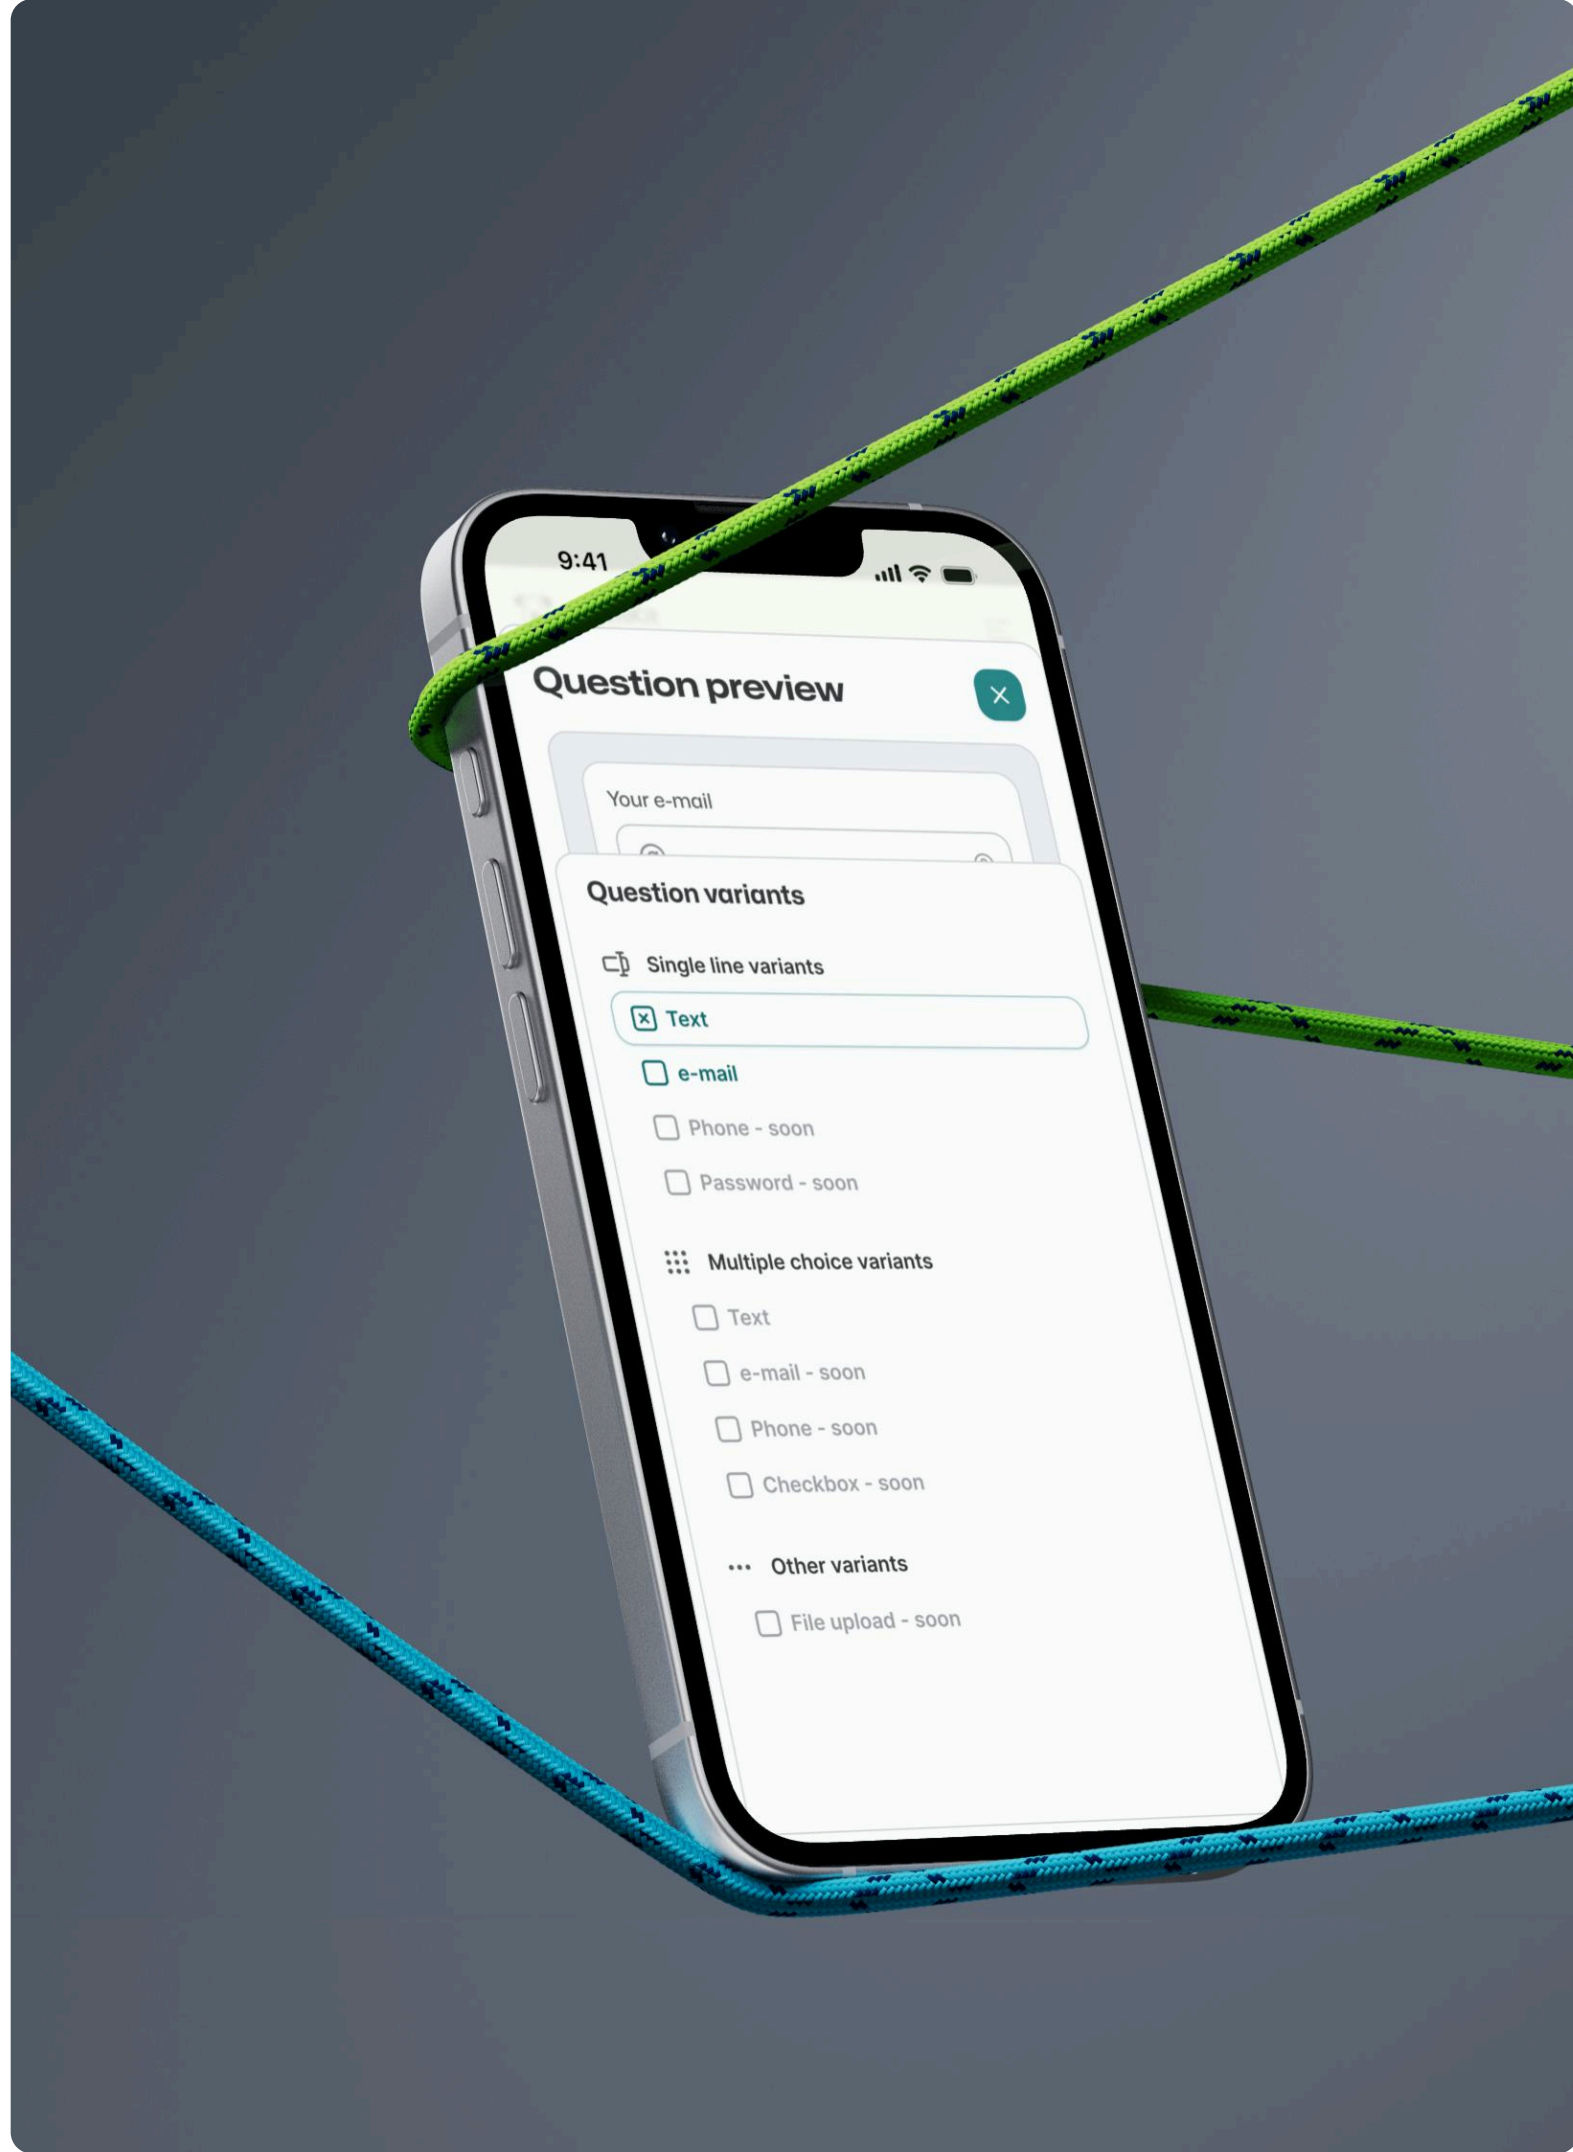 9:41
Question preview
Your e-mail
Question variants
Single line variants
Text
e-mail
Phone - soon
Password - soon
Multiple choice variants
Text
e-mail - soon
Phone - soon
Checkbox - soon
Other variants
File upload - soon